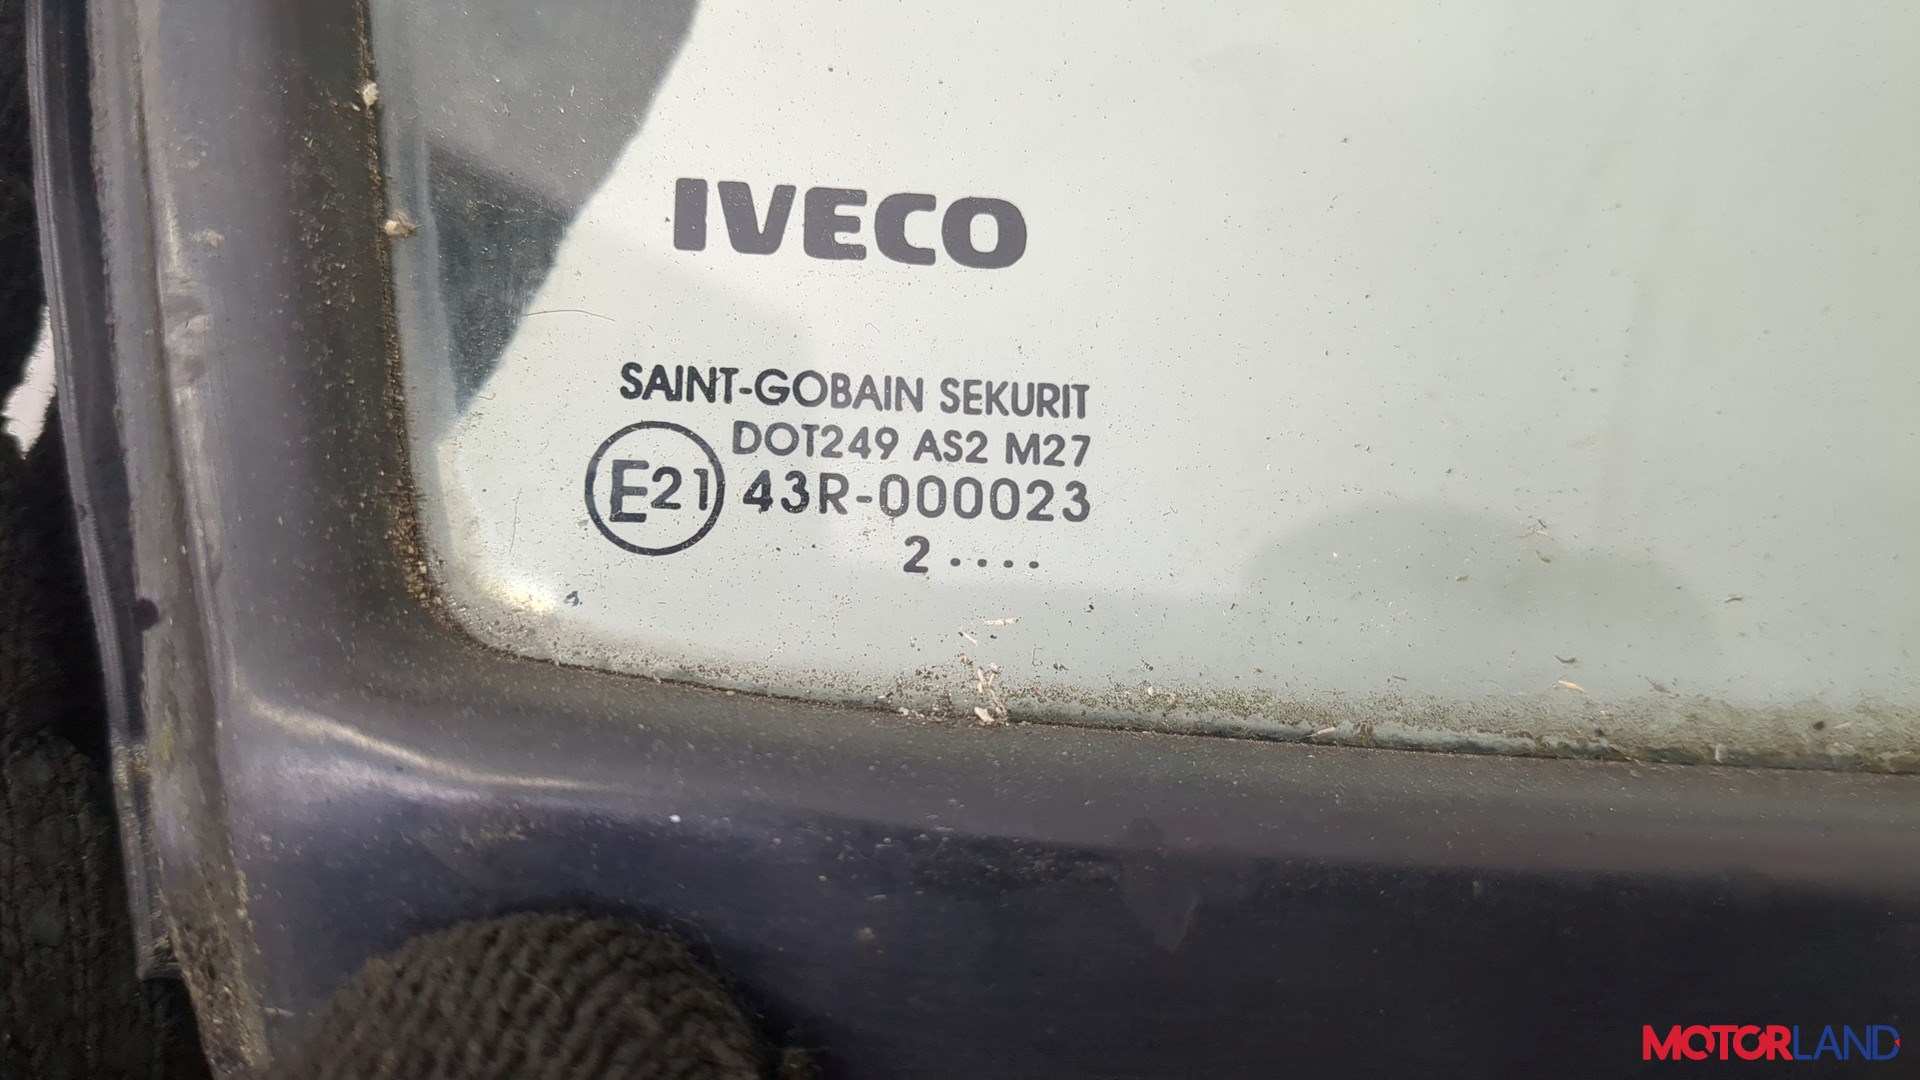 IVECO
SAINT-GOBAIN SEKURIT
DOT249 AS2 M27
E21 43R-000023
2 ....
MOTORLAND